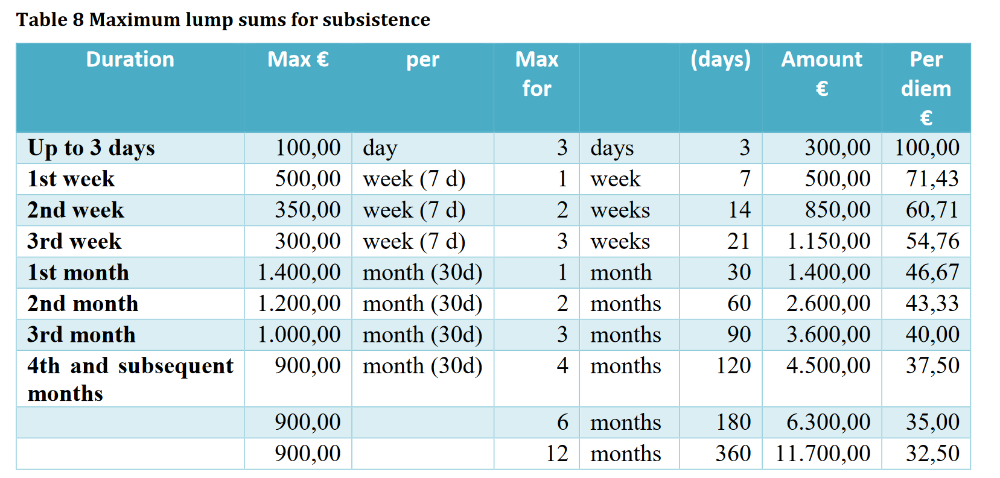 Table 8 Maximum lump sums for subsistence
Duration Max € per Max for (days) Amount € Per diem €
Up to 3 days 100,00 day 3 days 3 300,00 100,00
1st week 500,00 week (7 d) 1 week 7 500,00 71,43
2nd week 350,00 week (7 d) 2 weeks 14 850,00 60,71
3rd week 300,00 week (7 d) 3 weeks 21 1.150,00 54,76
1st month 1.400,00 month (30d) 1 month 30 1.400,00 46,67
2nd month 1.200,00 month (30d) 2 months 60 2.600,00 43,33
3rd month 1.000,00 month (30d) 3 months 90 3.600,00 40,00
4th and subsequent months 900,00 month (30d) 4 months 120 4.500,00 37,50
900,00 6 months 180 6.300,00 35,00
900,00 12 months 360 11.700,00 32,50